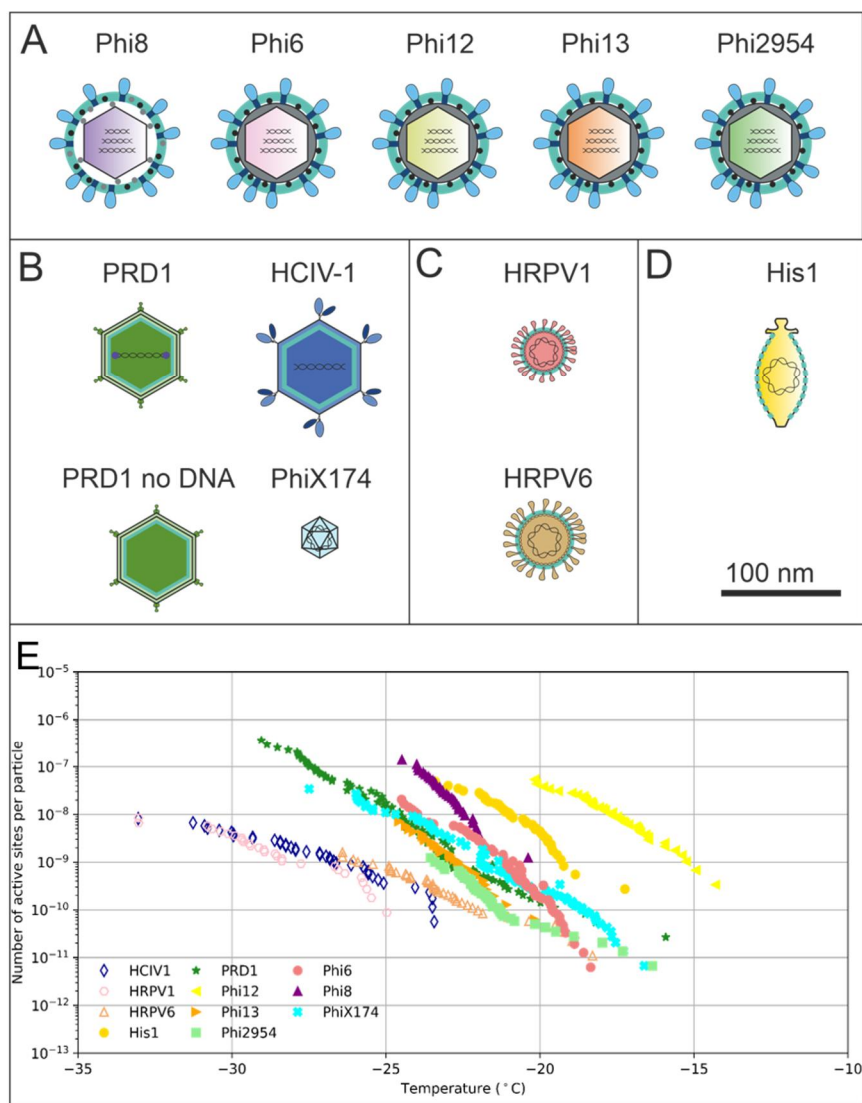 A
Phi8 Phi6 Phi12 Phi13 Phi2954
B
PRD1 HCIV-1
PRD1 no DNA PhiX174
C
HRPV1
HRPV6
D
His1
100 nm
E
Number of active sites per particle
10⁻⁵
10⁻⁶
10⁻⁷
10⁻⁸
10⁻⁹
10⁻¹⁰
10⁻¹¹
10⁻¹²
10⁻¹³
HCIV1 PRD1 Phi6
HRPV1 Phi12 Phi8
HRPV6 Phi13 PhiX174
His1 Phi2954
−35 −30 −25 −20 −15 −10
Temperature (°C)